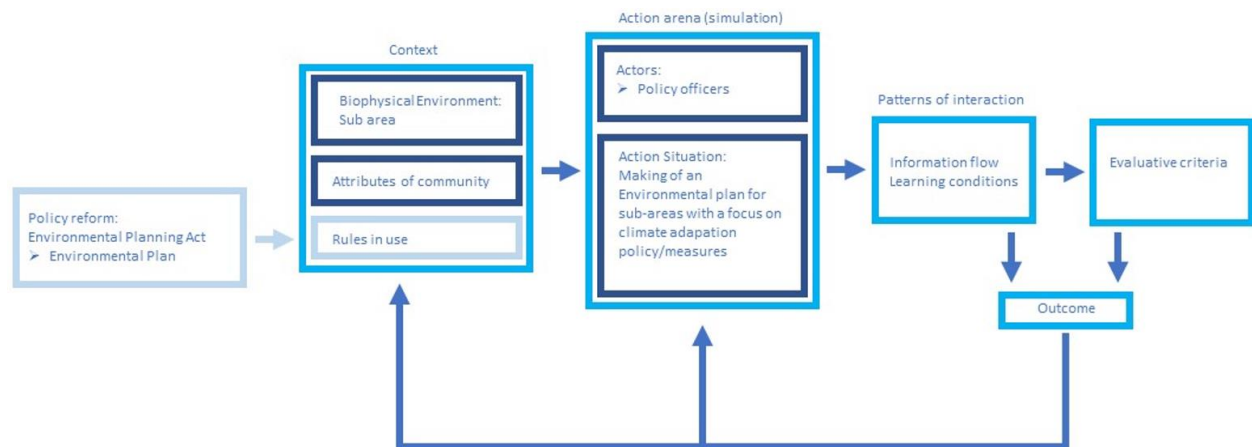 Policy reform:
Environmental Planning Act
➢ Environmental Plan
Context
Biophysical Environment:
Sub area
Attributes of community
Rules in use
Action arena (simulation)
Actors:
➢ Policy officers
Action Situation:
Making of an
Environmental plan for
sub-areas with a focus on
climate adapation
policy/measures
Patterns of interaction
Information flow
Learning conditions
Evaluative criteria
Outcome